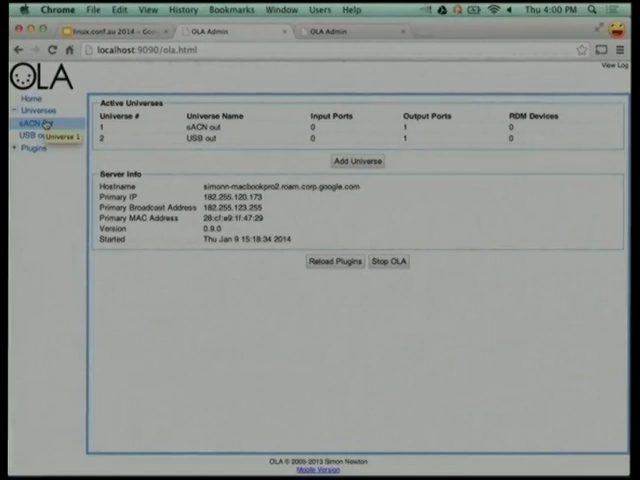 Chrome File Edit View History Bookmarks Window Users Help Thu 4:00 PM
linux.conf.au 2014 – Goo OLA Admin OLA Admin
localhost:9090/ola.html
OLA
View Log
Home
Universes
sACN out
USB ou
Universe 1
Plugins
Active Universes
Universe # Universe Name Input Ports Output Ports RDM Devices
1 sACN out 0 1 0
2 USB out 0 1 0
Add Universe
Server Info
Hostname simonn-macbookpro2.roam.corp.google.com
Primary IP 182.255.120.173
Primary Broadcast Address 182.255.123.255
Primary MAC Address 28:cf:e9:1f:47:29
Version 0.9.0
Started Thu Jan 9 15:18:34 2014
Reload Plugins Stop OLA
OLA © 2005-2013 Simon Newton
Mobile Version